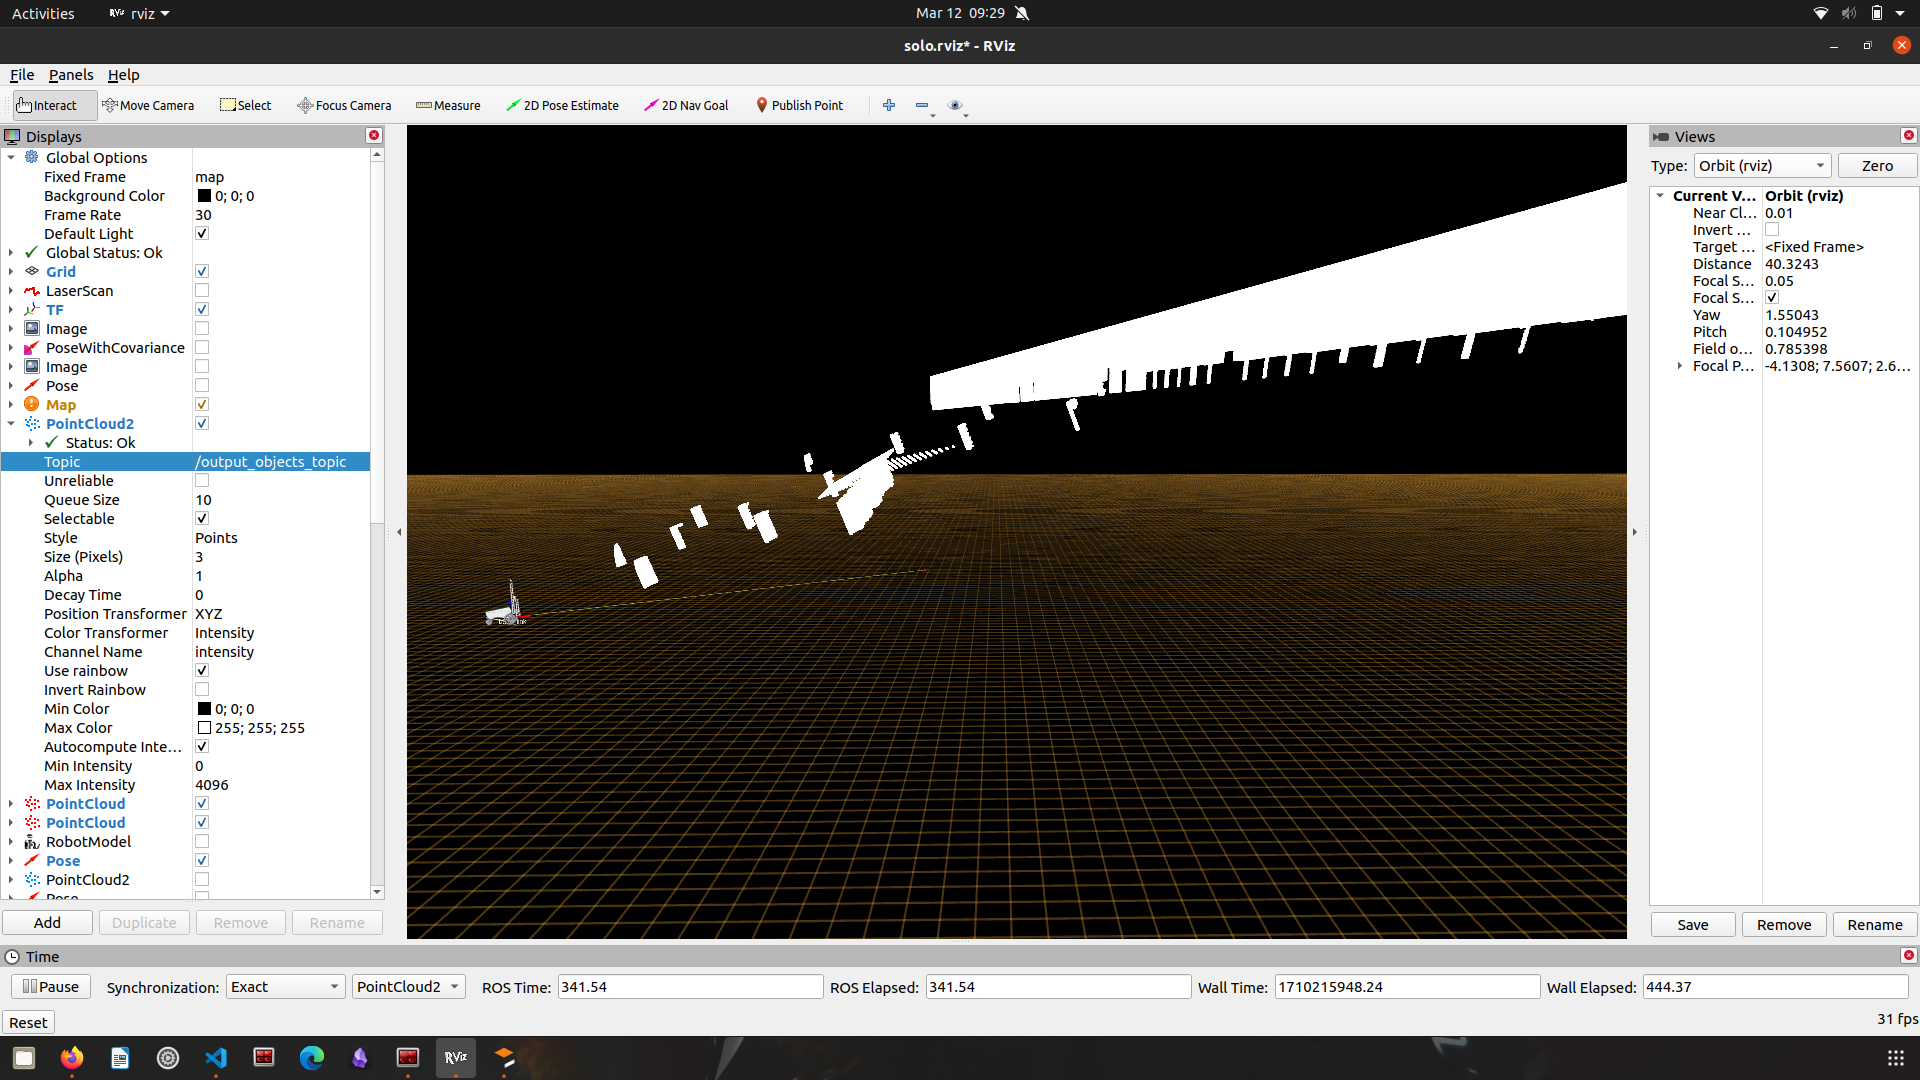 Activities rviz Mar 12 09:29
solo.rviz* - RViz
File Panels Help
Interact Move Camera Select Focus Camera Measure 2D Pose Estimate 2D Nav Goal Publish Point
Displays
Global Options
Fixed Frame map
Background Color 0; 0; 0
Frame Rate 30
Default Light
Global Status: Ok
Grid
LaserScan
TF
Image
PoseWithCovariance
Image
Pose
Map
PointCloud2
Status: Ok
Topic /output_objects_topic
Unreliable
Queue Size 10
Selectable
Style Points
Size (Pixels) 3
Alpha 1
Decay Time 0
Position Transformer XYZ
Color Transformer Intensity
Channel Name intensity
Use rainbow
Invert Rainbow
Min Color 0; 0; 0
Max Color 255; 255; 255
Autocompute Inte...
Min Intensity 0
Max Intensity 4096
PointCloud
PointCloud
RobotModel
Pose
PointCloud2
Pose
Add Duplicate Remove Rename
Views
Type: Orbit (rviz) Zero
Current V... Orbit (rviz)
Near Cl... 0.01
Invert ...
Target ... <Fixed Frame>
Distance 40.3243
Focal S... 0.05
Focal S...
Yaw 1.55043
Pitch 0.104952
Field o... 0.785398
Focal P... -4.1308; 7.5607; 2.6...
Save Remove Rename
Time
Pause Synchronization: Exact PointCloud2 ROS Time: 341.54 ROS Elapsed: 341.54 Wall Time: 1710215948.24 Wall Elapsed: 444.37
Reset 31 fps
RViz